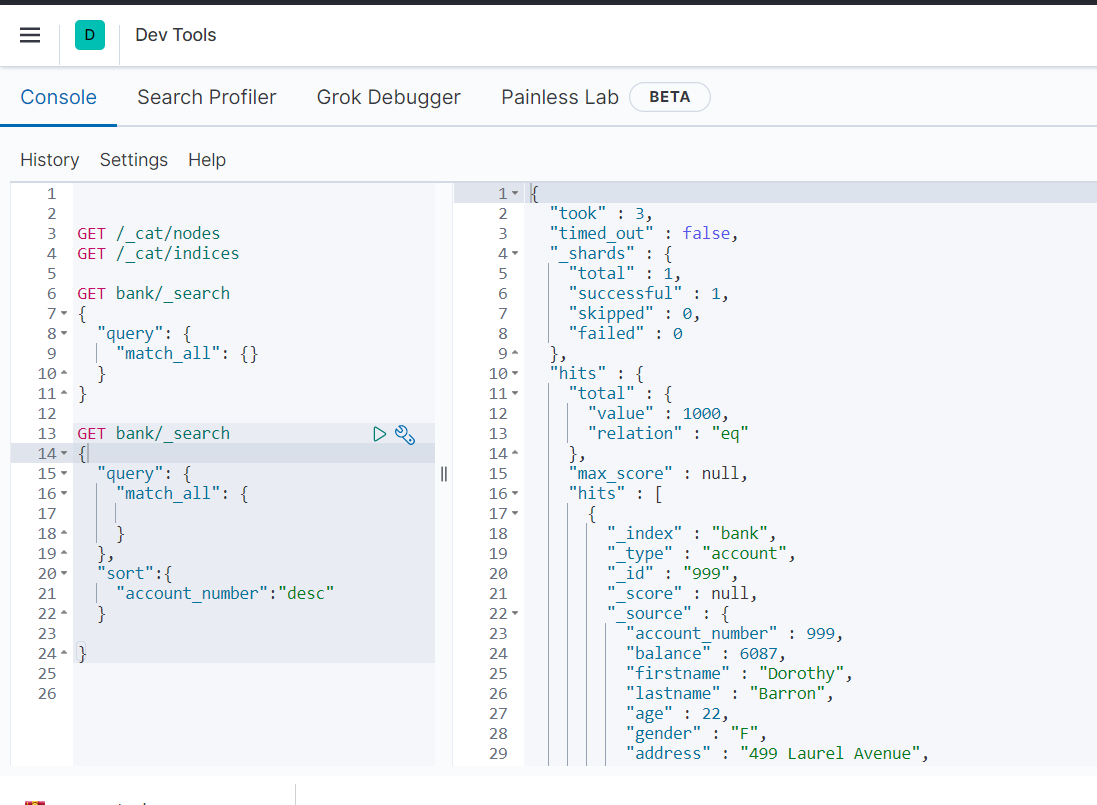 D Dev Tools
Console Search Profiler Grok Debugger Painless Lab BETA
History Settings Help
1
2
3 GET /_cat/nodes
4 GET /_cat/indices
5
6 GET bank/_search
7 {
8 "query": {
9 "match_all": {}
10 }
11 }
12
13 GET bank/_search
14 {
15 "query": {
16 "match_all": {
17
18 }
19 },
20 "sort":{
21 "account_number":"desc"
22 }
23
24 }
25
26
1 {
2 "took" : 3,
3 "timed_out" : false,
4 "_shards" : {
5 "total" : 1,
6 "successful" : 1,
7 "skipped" : 0,
8 "failed" : 0
9 },
10 "hits" : {
11 "total" : {
12 "value" : 1000,
13 "relation" : "eq"
14 },
15 "max_score" : null,
16 "hits" : [
17 {
18 "_index" : "bank",
19 "_type" : "account",
20 "_id" : "999",
21 "_score" : null,
22 "_source" : {
23 "account_number" : 999,
24 "balance" : 6087,
25 "firstname" : "Dorothy",
26 "lastname" : "Barron",
27 "age" : 22,
28 "gender" : "F",
29 "address" : "499 Laurel Avenue",